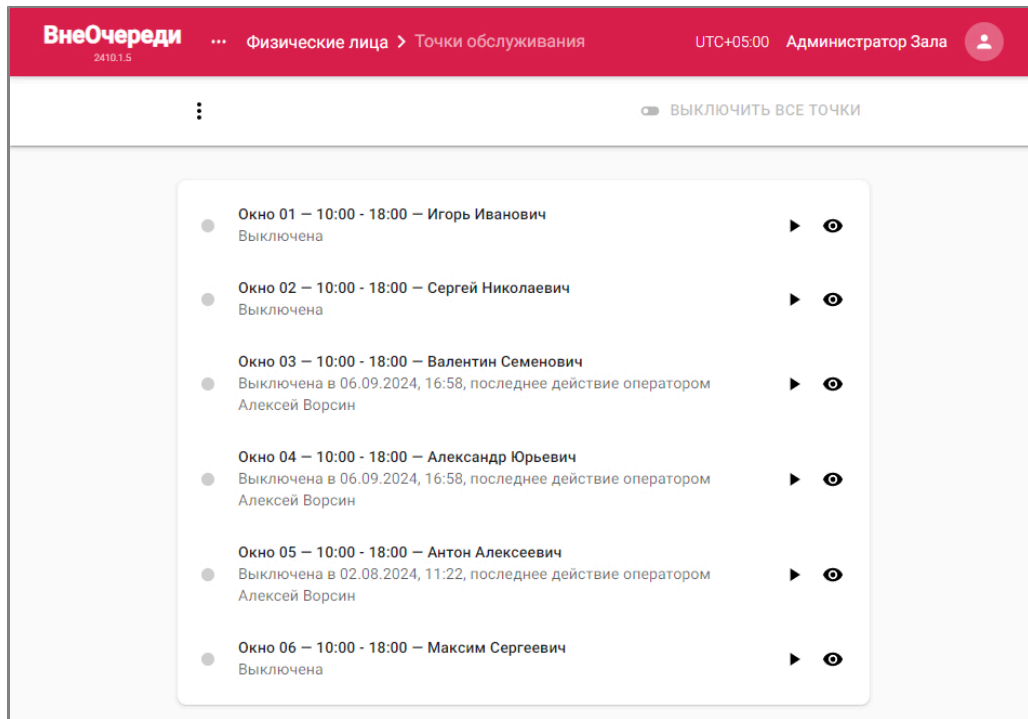 ВнеОчереди ... Физические лица > Точки обслуживания UTC+05:00 Администратор Зала
2410.1.5
ВЫКЛЮЧИТЬ ВСЕ ТОЧКИ
Окно 01 — 10:00 - 18:00 — Игорь Иванович
Выключена
Окно 02 — 10:00 - 18:00 — Сергей Николаевич
Выключена
Окно 03 — 10:00 - 18:00 — Валентин Семенович
Выключена в 06.09.2024, 16:58, последнее действие оператором
Алексей Ворсин
Окно 04 — 10:00 - 18:00 — Александр Юрьевич
Выключена в 06.09.2024, 16:58, последнее действие оператором
Алексей Ворсин
Окно 05 — 10:00 - 18:00 — Антон Алексеевич
Выключена в 02.08.2024, 11:22, последнее действие оператором
Алексей Ворсин
Окно 06 — 10:00 - 18:00 — Максим Сергеевич
Выключена